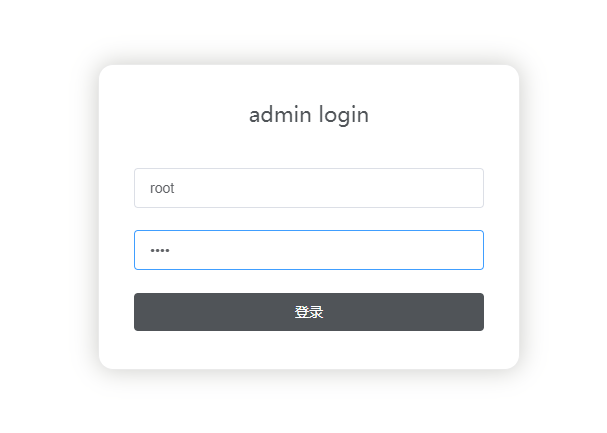 admin login
root
••••
登录